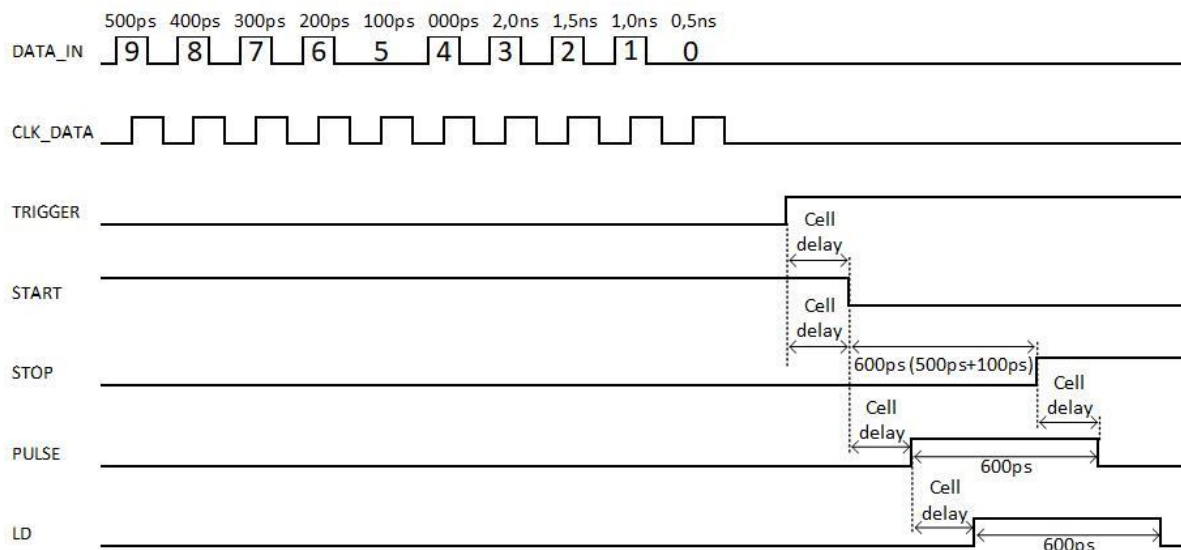 500ps 400ps 300ps 200ps 100ps 000ps 2,0ns 1,5ns 1,0ns 0,5ns
DATA_IN 9 8 7 6 5 4 3 2 1 0
CLK_DATA
TRIGGER
Cell
delay
START
Cell
delay
600ps (500ps+100ps)
STOP
Cell
delay
Cell
delay
PULSE
600ps
Cell
delay
LD
600ps